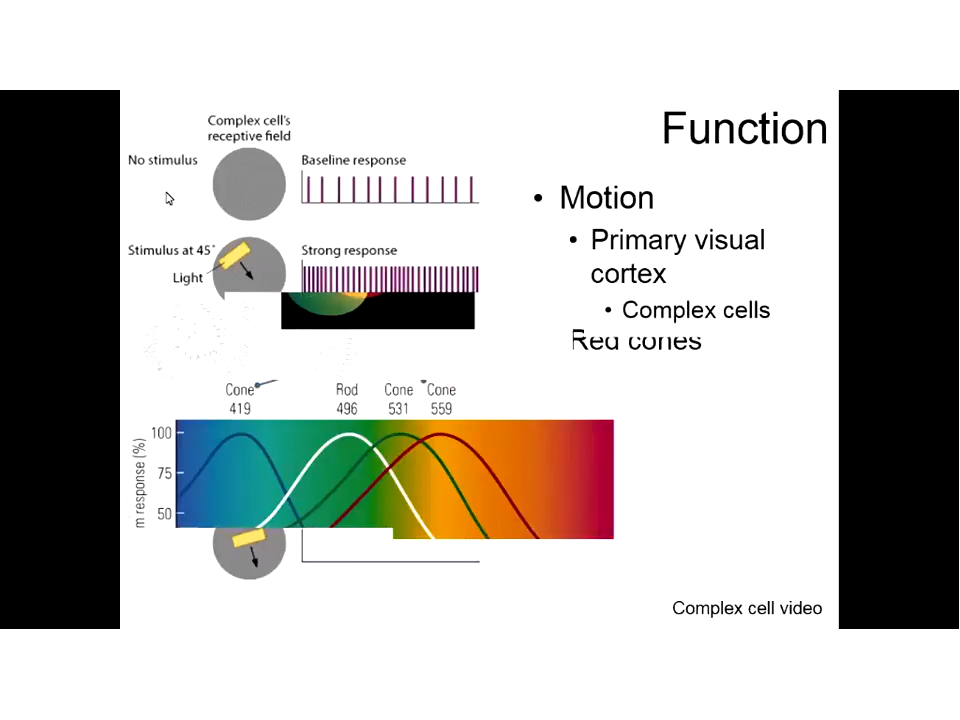 Function
Complex cell's
receptive field
No stimulus
Baseline response
Stimulus at 45°
Strong response
Light
• Motion
• Primary visual
cortex
• Complex cells
Red cones
Cone Rod Cone Cone
419 496 531 559
100
75
50
m response (%)
Complex cell video